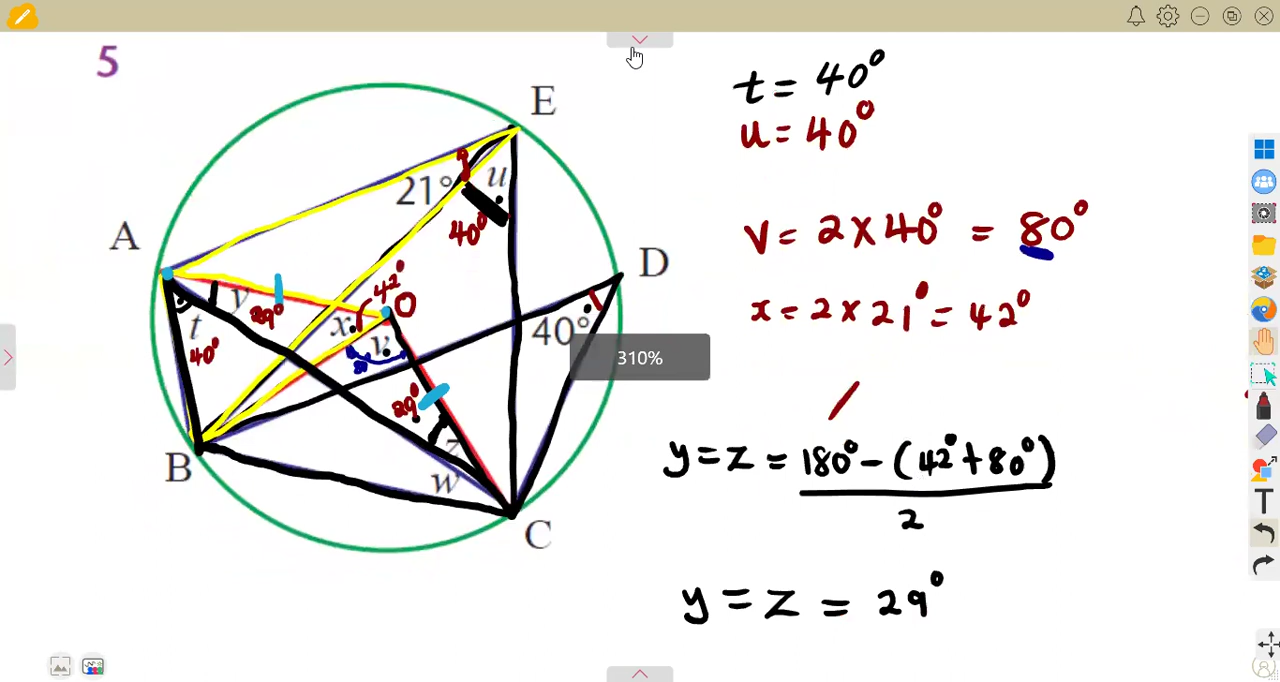 5
E
t = 40°
u = 40°
21°
u
40°
A
D
v = 2 x 40° = 80°
42°
O
y
29°
x
x = 2 x 21° = 42°
t
v
40°
40°
310%
29°
B
z
w
C
y = z = 180° - (42° + 80°)
2
y = z = 29°
T